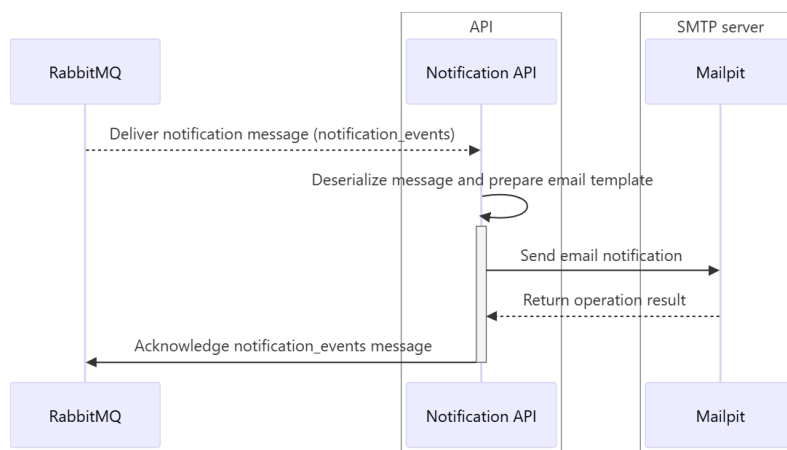 API
SMTP server
RabbitMQ
Notification API
Mailpit
Deliver notification message (notification_events)
Deserialize message and prepare email template
Send email notification
Return operation result
Acknowledge notification_events message
RabbitMQ
Notification API
Mailpit